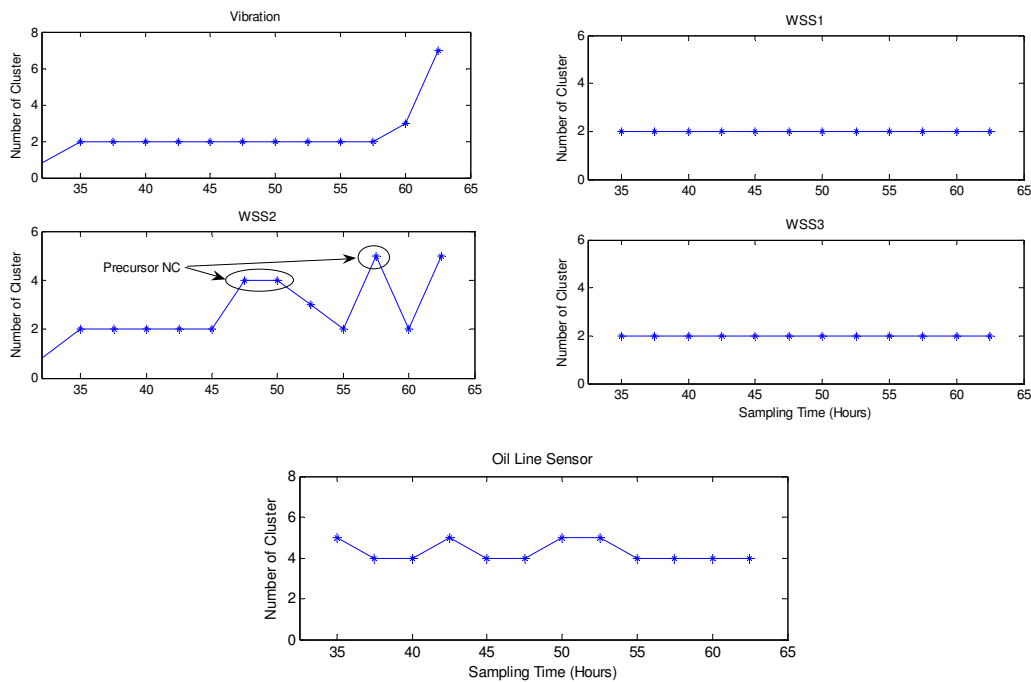 Vibration
Number of Cluster
8
6
4
2
0
35 40 45 50 55 60 65
WSS1
Number of Cluster
6
4
2
0
35 40 45 50 55 60 65
WSS2
Number of Cluster
6
4
2
0
Precursor NC
35 40 45 50 55 60 65
WSS3
Number of Cluster
6
4
2
0
35 40 45 50 55 60 65
Sampling Time (Hours)
Oil Line Sensor
Number of Cluster
8
6
4
2
0
35 40 45 50 55 60 65
Sampling Time (Hours)